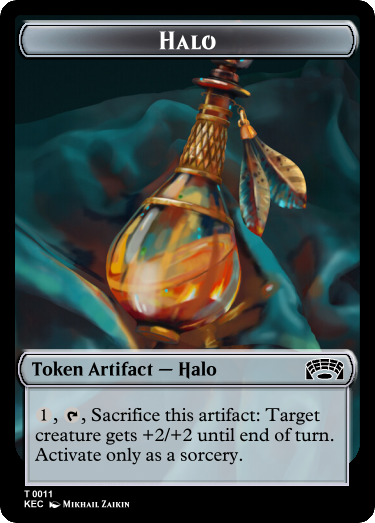 Halo
Token Artifact — Halo
1, T, Sacrifice this artifact: Target
creature gets +2/+2 until end of turn.
Activate only as a sorcery.
T 0011
KEC Mikhail Zaikin